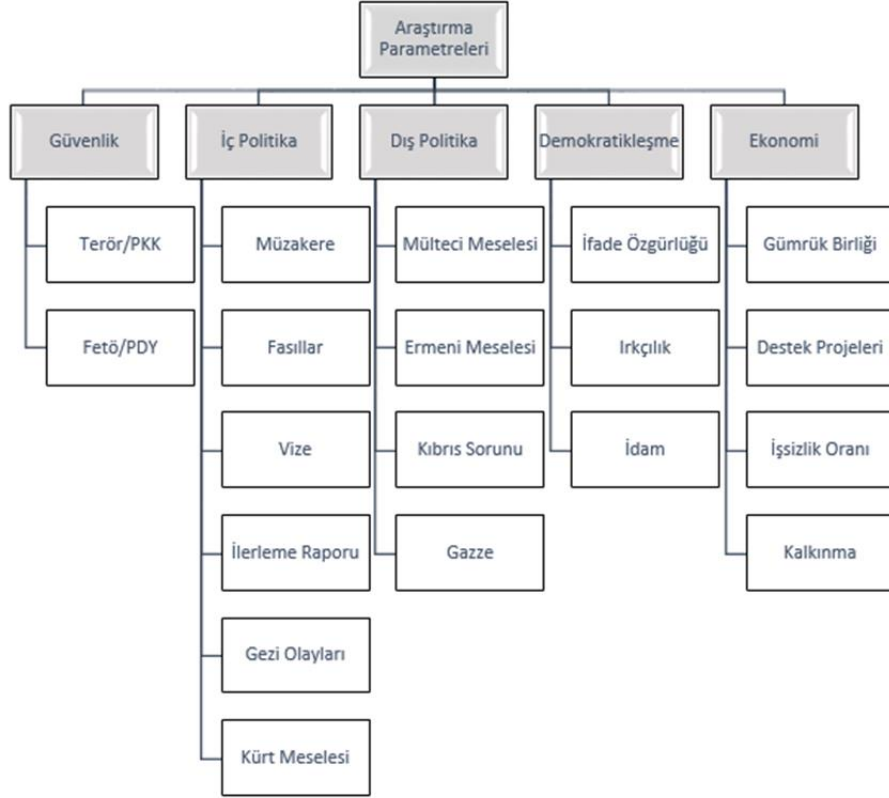 Araştırma
Parametreleri
Güvenlik
Terör/PKK
Fetö/PDY
İç Politika
Müzakere
Fasıllar
Vize
İlerleme Raporu
Gezi Olayları
Kürt Meselesi
Dış Politika
Mülteci Meselesi
Ermeni Meselesi
Kıbrıs Sorunu
Gazze
Demokratikleşme
İfade Özgürlüğü
Irkçılık
İdam
Ekonomi
Gümrük Birliği
Destek Projeleri
İşsizlik Oranı
Kalkınma